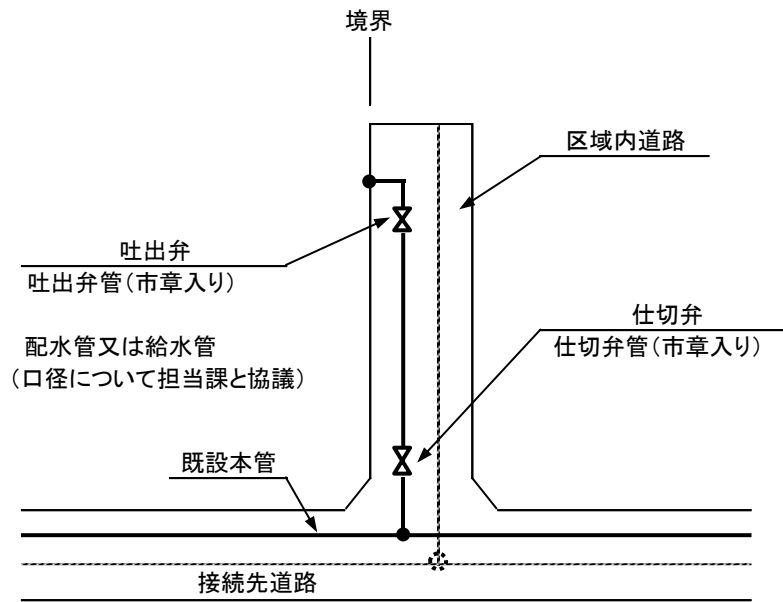 境界
区域内道路
吐出弁
吐出弁管(市章入り)
仕切弁
仕切弁管(市章入り)
配水管又は給水管
(口径について担当課と協議)
既設本管
接続先道路